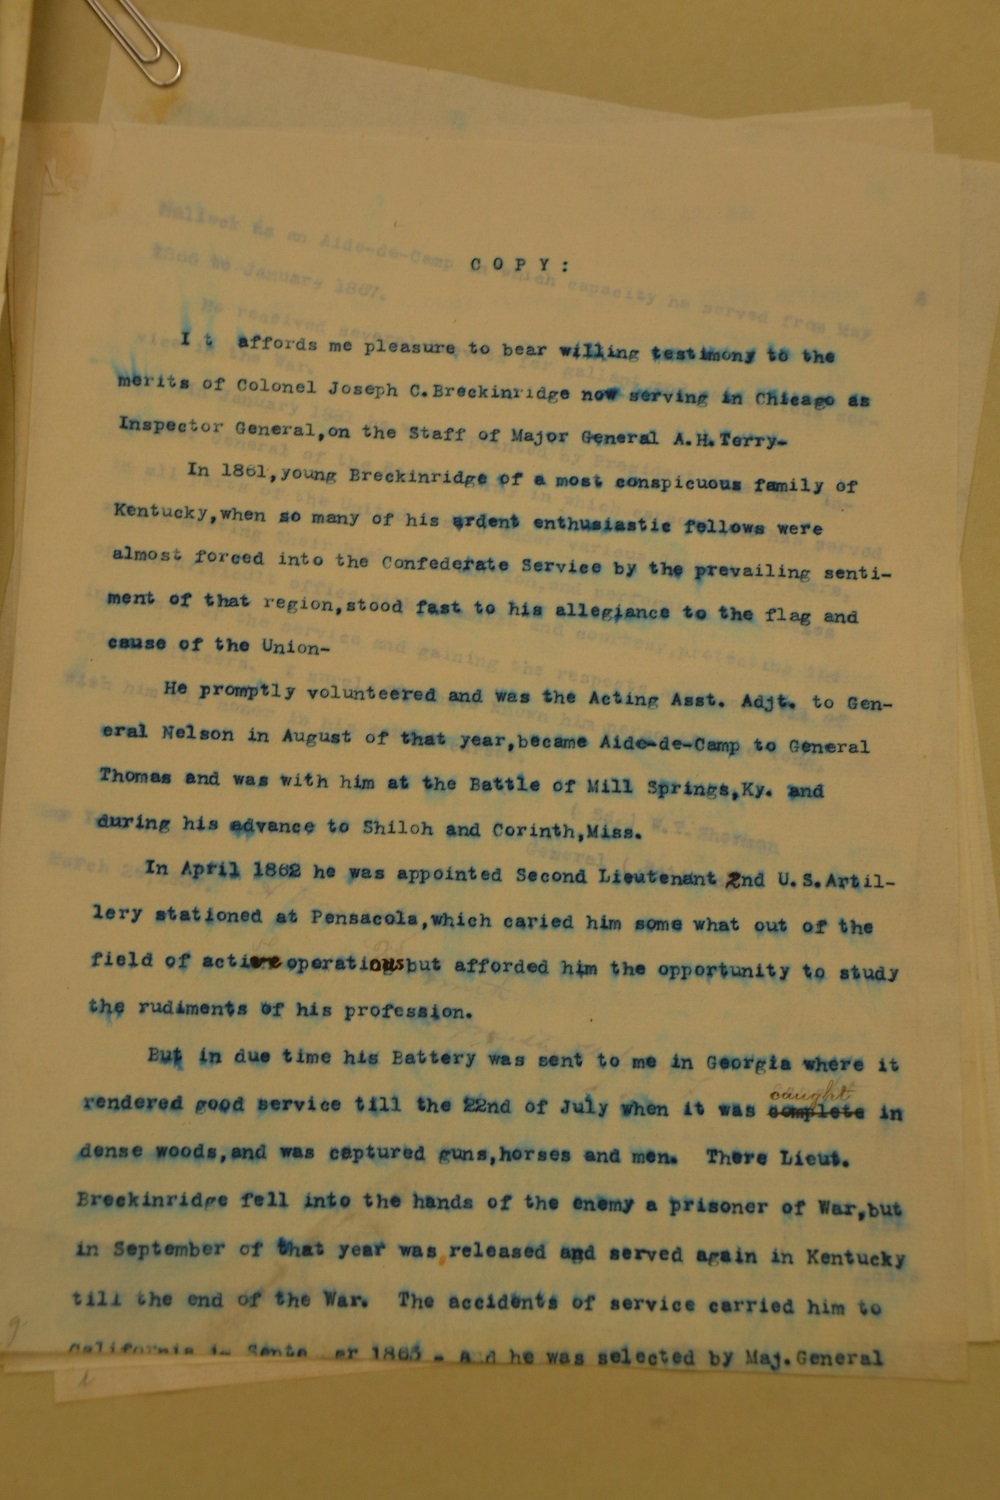 COPY:
It affords me pleasure to bear willing testimony to the
merits of Colonel Joseph C.Breckinridge now serving in Chicago as
Inspector General,on the Staff of Major General A.H.Terry-
In 1861,young Breckinridge of a most conspicuous family of
Kentucky,when so many of his ardent enthusiastic fellows were
almost forced into the Confederate Service by the prevailing senti-
ment of that region,stood fast to his allegiance to the flag and
cause of the Union-
He promptly volunteered and was the Acting Asst. Adjt. to Gen-
eral Nelson in August of that year,became Aide-de-Camp to General
Thomas and was with him at the Battle of Mill Springs,Ky. and
during his advance to Shiloh and Corinth,Miss.
In April 1862 he was appointed Second Lieutenant 2nd U.S.Artil-
lery stationed at Pensacola,which caried him some what out of the
field of active operations but afforded him the opportunity to study
the rudiments of his profession.
But in due time his Battery was sent to me in Georgia where it
caught
rendered good service till the 22nd of July when it was complete in
dense woods,and was captured guns,horses and men. There Lieut.
Breckinridge fell into the hands of the enemy a prisoner of War,but
in September of that year was released and served again in Kentucky
till the end of the War. The accidents of service carried him to
California in 1865 - and he was selected by Maj.General